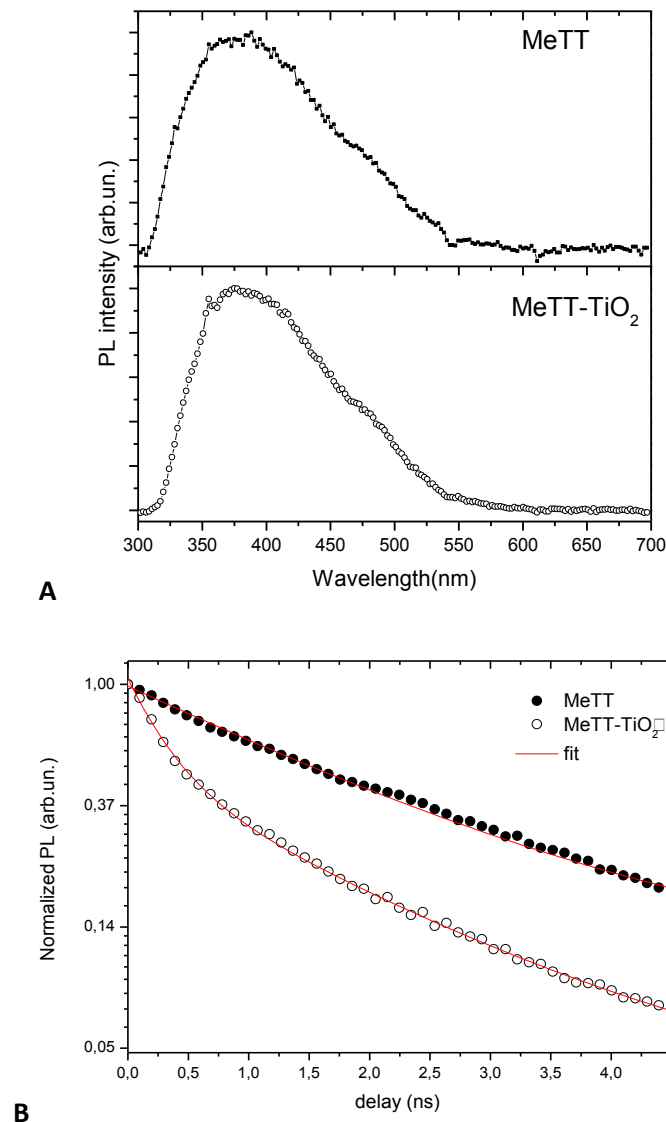 MeTT
MeTT-TiO₂
PL intensity (arb.un.)
300 350 400 450 500 550 600 650 700
Wavelength(nm)
A
MeTT
MeTT-TiO₂□
fit
1,00
0,37
0,14
0,05
Normalized PL (arb.un.)
0,0 0,5 1,0 1,5 2,0 2,5 3,0 3,5 4,0
delay (ns)
B